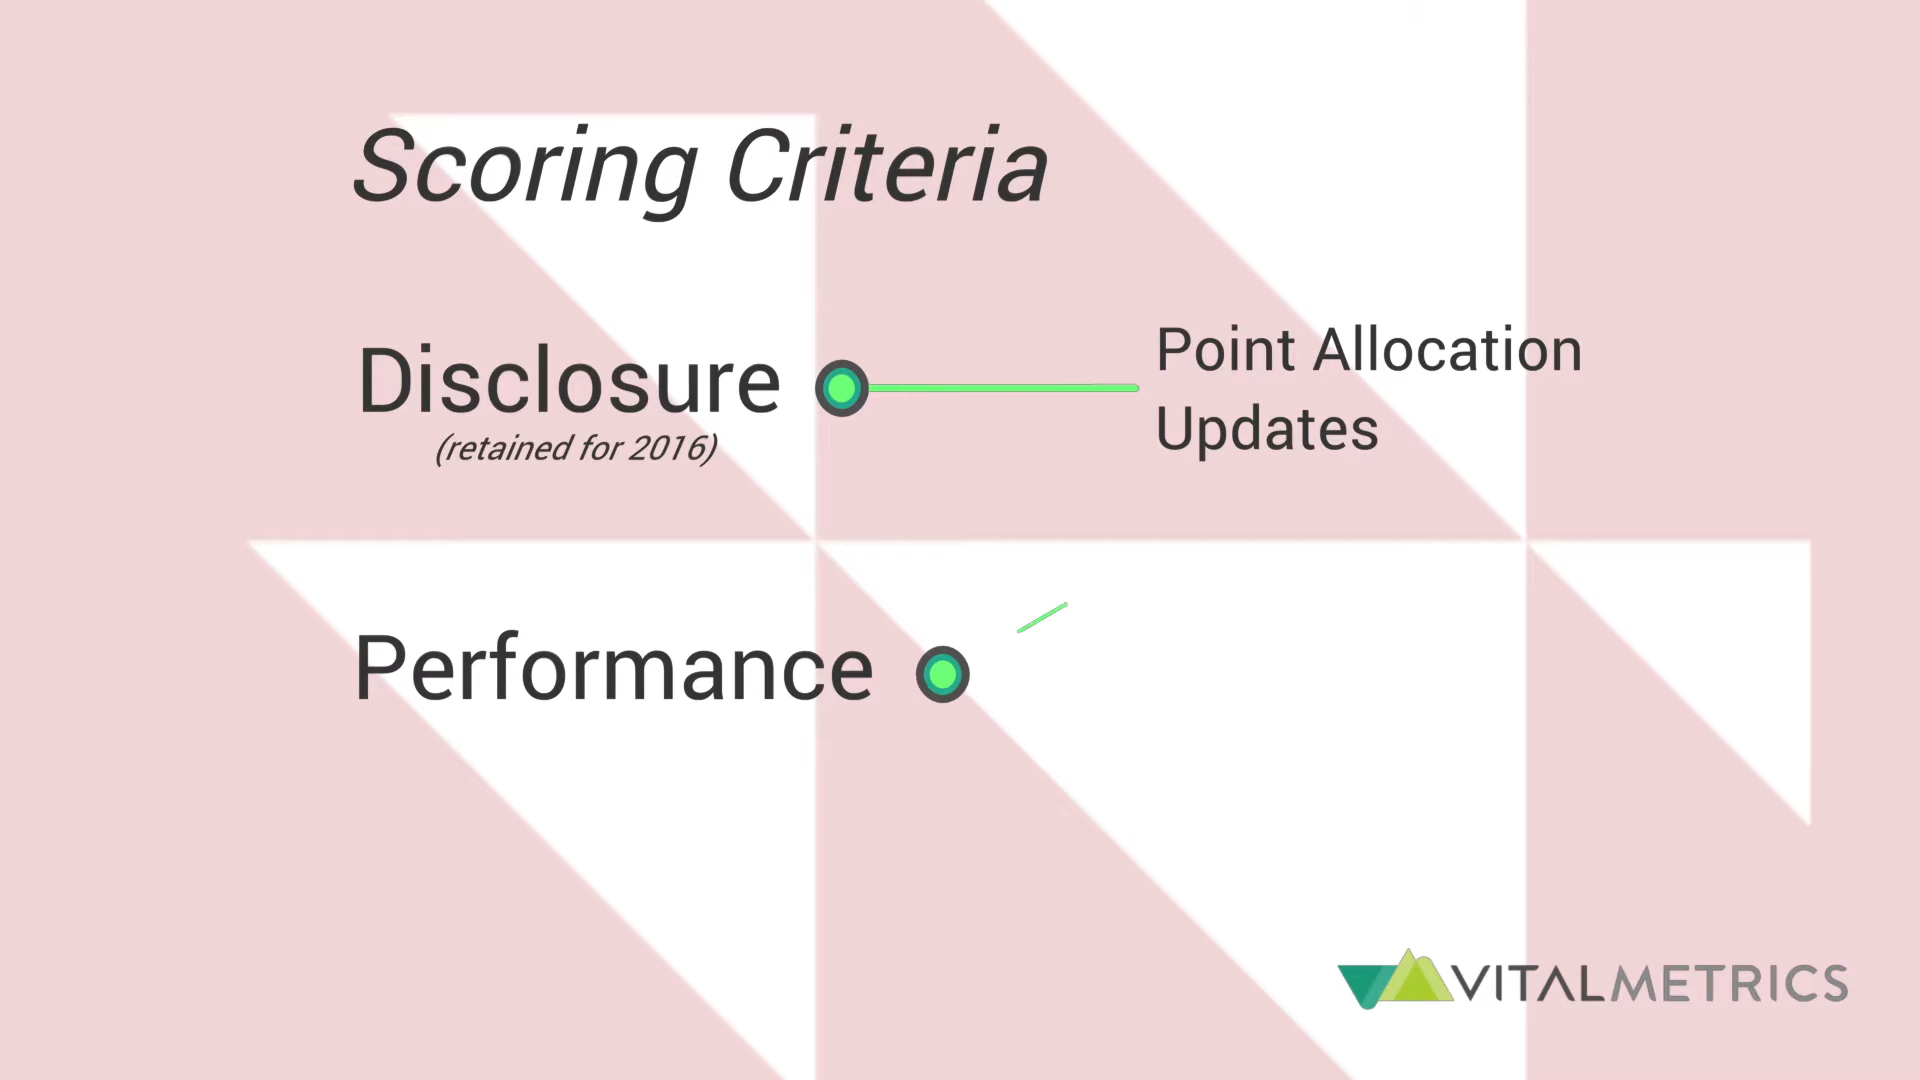 Scoring Criteria
Disclosure
(retained for 2016)
Point Allocation
Updates
Performance
VITALMETRICS